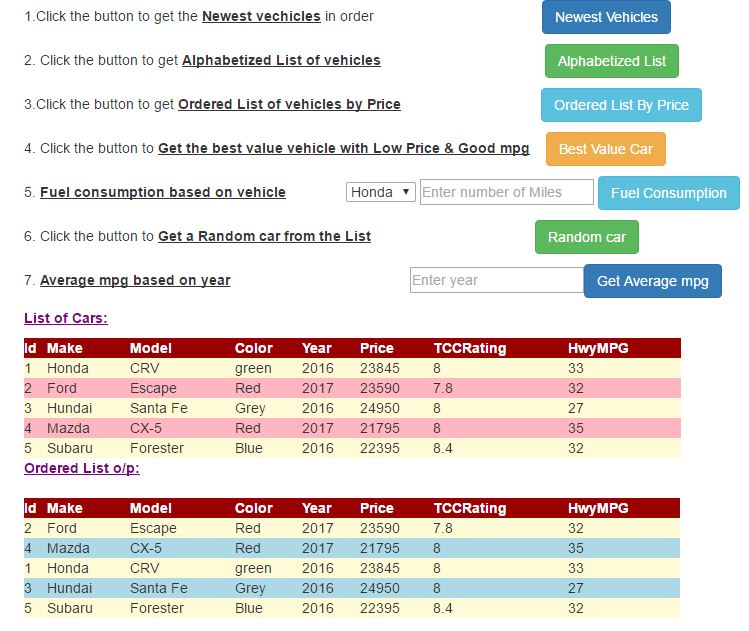 1.Click the button to get the Newest vechicles in order Newest Vehicles
2. Click the button to get Alphabetized List of vehicles Alphabetized List
3.Click the button to get Ordered List of vehicles by Price Ordered List By Price
4. Click the button to Get the best value vehicle with Low Price & Good mpg Best Value Car
5. Fuel consumption based on vehicle Honda Enter number of Miles Fuel Consumption
6. Click the button to Get a Random car from the List Random car
7. Average mpg based on year Enter year Get Average mpg
List of Cars:
Id Make Model Color Year Price TCCRating HwyMPG
1 Honda CRV green 2016 23845 8 33
2 Ford Escape Red 2017 23590 7.8 32
3 Hundai Santa Fe Grey 2016 24950 8 27
4 Mazda CX-5 Red 2017 21795 8 35
5 Subaru Forester Blue 2016 22395 8.4 32
Ordered List o/p:
Id Make Model Color Year Price TCCRating HwyMPG
2 Ford Escape Red 2017 23590 7.8 32
4 Mazda CX-5 Red 2017 21795 8 35
1 Honda CRV green 2016 23845 8 33
3 Hundai Santa Fe Grey 2016 24950 8 27
5 Subaru Forester Blue 2016 22395 8.4 32